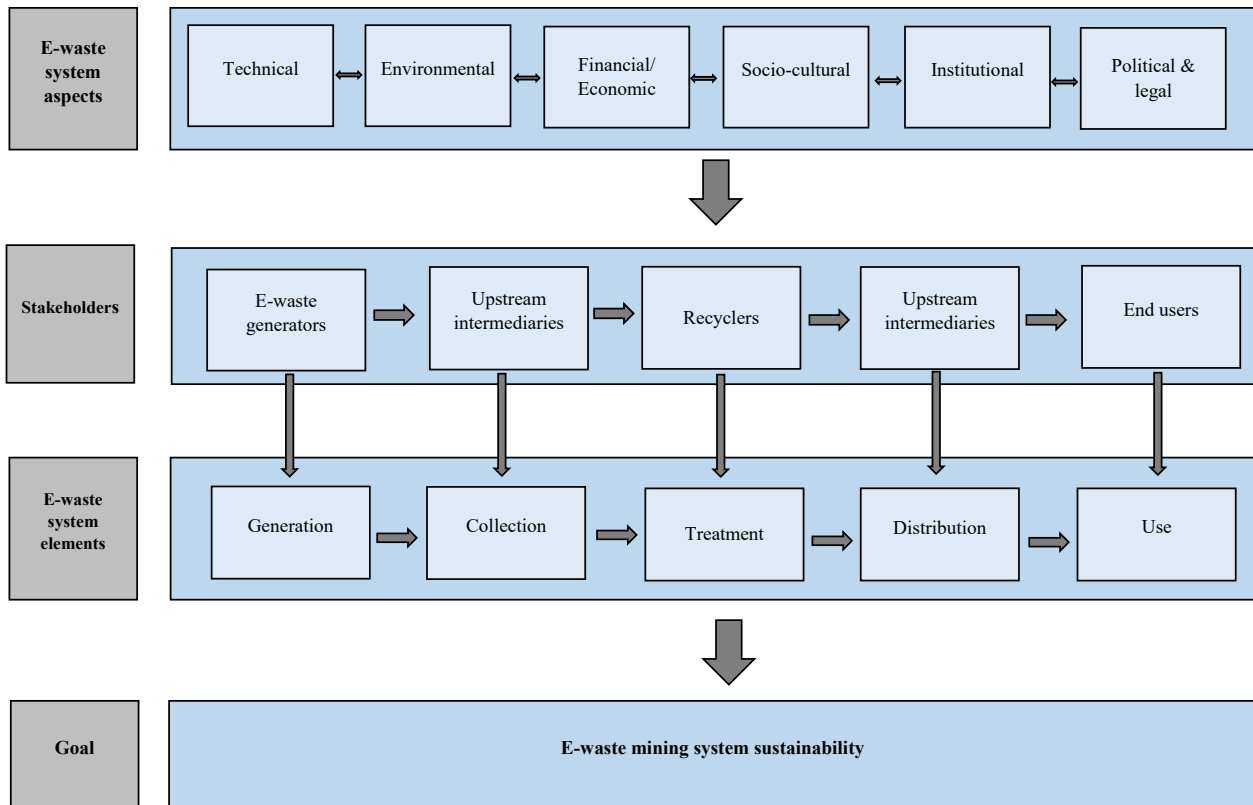 E-waste
system
aspects
Technical
Environmental
Financial/
Economic
Socio-cultural
Institutional
Political &
legal
Stakeholders
E-waste
generators
Upstream
intermediaries
Recyclers
Upstream
intermediaries
End users
E-waste
system
elements
Generation
Collection
Treatment
Distribution
Use
Goal
E-waste mining system sustainability